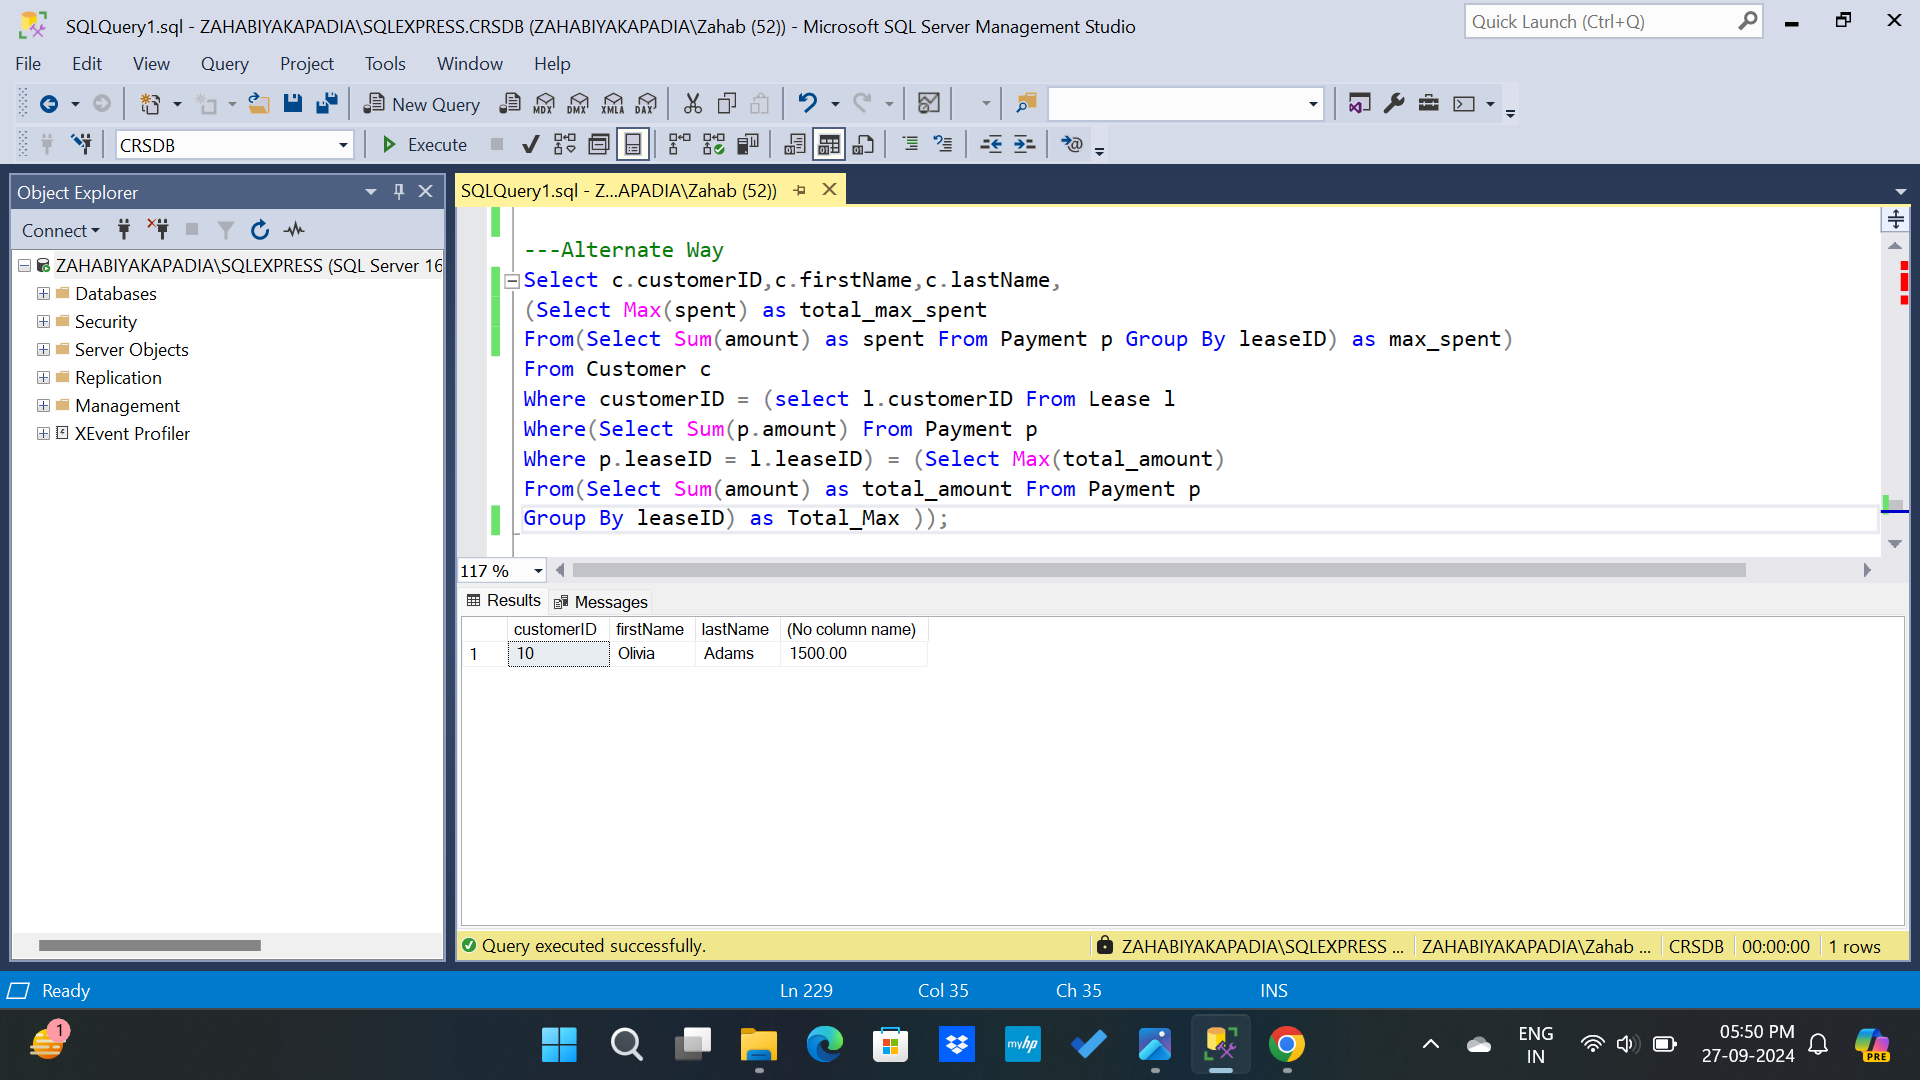 SQLQuery1.sql - ZAHABIYAKAPADIA\SQLEXPRESS.CRSDB (ZAHABIYAKAPADIA\Zahab (52)) - Microsoft SQL Server Management Studio
Quick Launch (Ctrl+Q)
File Edit View Query Project Tools Window Help
New Query MDX DMX XMLA DAX
CRSDB Execute
Object Explorer
SQLQuery1.sql - Z...APADIA\Zahab (52))
Connect
ZAHABIYAKAPADIA\SQLEXPRESS (SQL Server 16
Databases
Security
Server Objects
Replication
Management
XEvent Profiler
---Alternate Way
Select c.customerID,c.firstName,c.lastName,
(Select Max(spent) as total_max_spent
From(Select Sum(amount) as spent From Payment p Group By leaseID) as max_spent)
From Customer c
Where customerID = (select l.customerID From Lease l
Where(Select Sum(p.amount) From Payment p
Where p.leaseID = l.leaseID) = (Select Max(total_amount)
From(Select Sum(amount) as total_amount From Payment p
Group By leaseID) as Total_Max ));
117 %
Results Messages
customerID firstName lastName (No column name)
1 10 Olivia Adams 1500.00
Query executed successfully. ZAHABIYAKAPADIA\SQLEXPRESS ... ZAHABIYAKAPADIA\Zahab ... CRSDB 00:00:00 1 rows
Ready Ln 229 Col 35 Ch 35 INS
1
myhp
ENG
IN
05:50 PM
27-09-2024
PRE